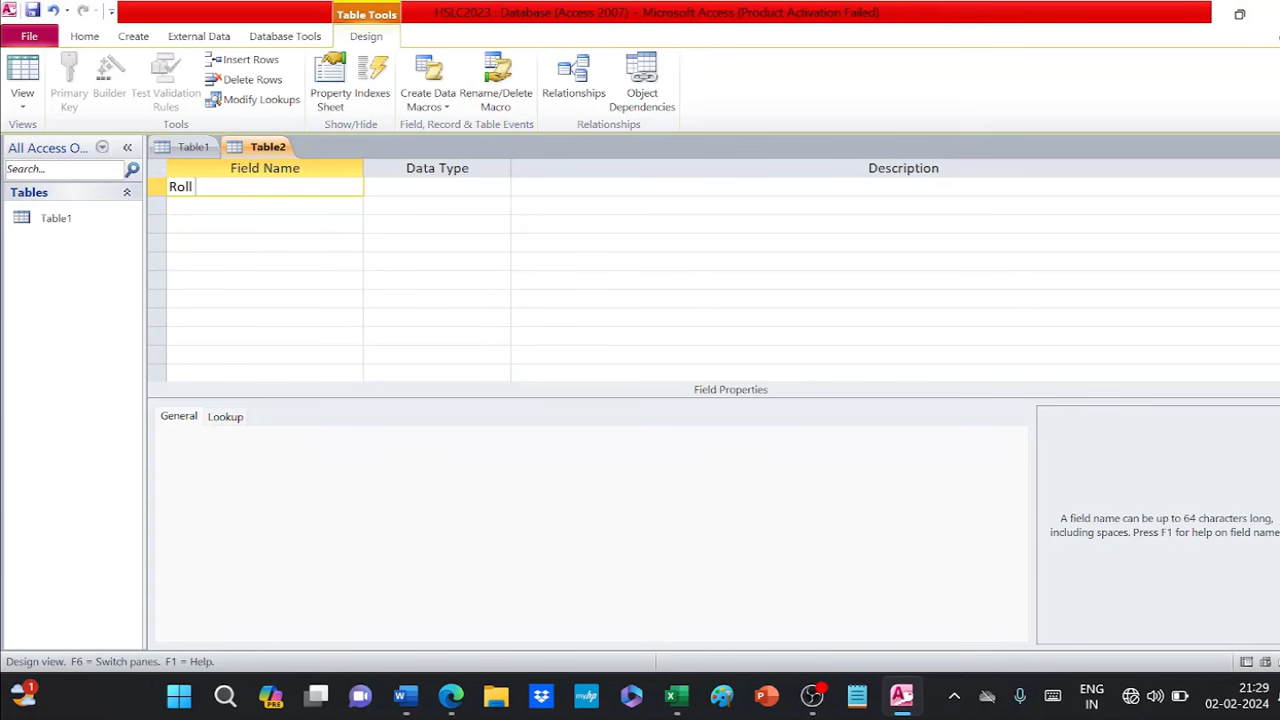 Table Tools
HSLC2023 : Database (Access 2007) - Microsoft Access (Product Activation Failed)
File
Home
Create
External Data
Database Tools
Design
View
Primary Key
Builder
Test Validation Rules
Insert Rows
Delete Rows
Modify Lookups
Property Sheet
Indexes
Create Data Macros
Rename/Delete Macro
Relationships
Object Dependencies
Views
Tools
Show/Hide
Field, Record & Table Events
Relationships
All Access O...
Search...
Tables
Table1
Table1
Table2
Field Name
Data Type
Description
Roll
Field Properties
General
Lookup
A field name can be up to 64 characters long,
including spaces. Press F1 for help on field name
Design view. F6 = Switch panes. F1 = Help.
1
PRE
myhp
ENG
IN
21:29
02-02-2024